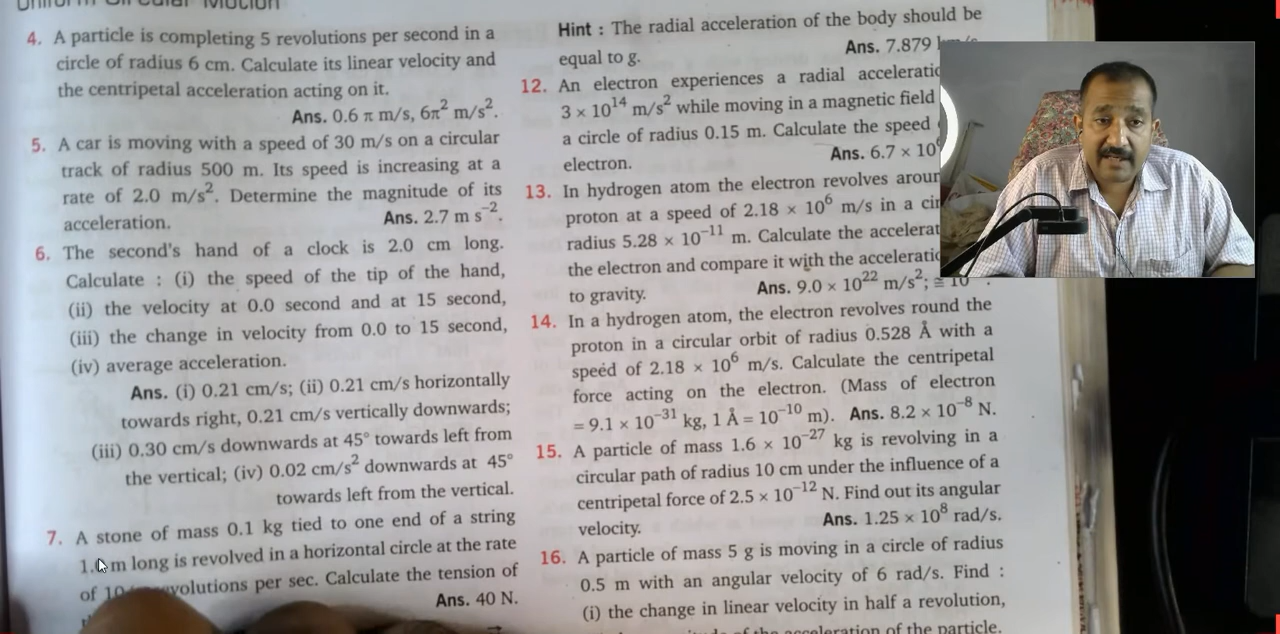 Uniform Circular Motion
4. A particle is completing 5 revolutions per second in a
circle of radius 6 cm. Calculate its linear velocity and
the centripetal acceleration acting on it.
Ans. 0.6 π m/s, 6π² m/s².
5. A car is moving with a speed of 30 m/s on a circular
track of radius 500 m. Its speed is increasing at a
rate of 2.0 m/s². Determine the magnitude of its
acceleration. Ans. 2.7 m s⁻².
6. The second's hand of a clock is 2.0 cm long.
Calculate : (i) the speed of the tip of the hand,
(ii) the velocity at 0.0 second and at 15 second,
(iii) the change in velocity from 0.0 to 15 second,
(iv) average acceleration.
Ans. (i) 0.21 cm/s; (ii) 0.21 cm/s horizontally
towards right, 0.21 cm/s vertically downwards;
(iii) 0.30 cm/s downwards at 45° towards left from
the vertical; (iv) 0.02 cm/s² downwards at 45°
towards left from the vertical.
7. A stone of mass 0.1 kg tied to one end of a string
m long is revolved in a horizontal circle at the rate
of per sec. Calculate the tension of
Ans. 40 N.
Hint : The radial acceleration of the body should be
equal to g. Ans. 7.879
12. An electron experiences a radial
3 × 10¹⁴ m/s² while moving in a magnetic field
a circle of radius 0.15 m. Calculate the speed
electron. Ans. 6.7 ×
13. In hydrogen atom the electron revolves
proton at a speed of 2.18 × 10⁶ m/s in a
radius 5.28 × 10⁻¹¹ m. Calculate the
the electron and compare it with the
to gravity. Ans. 9.0 × 10²² m/s²; ≅
14. In a hydrogen atom, the electron revolves round the
proton in a circular orbit of radius 0.528 Å with a
speed of 2.18 × 10⁶ m/s. Calculate the centripetal
force acting on the electron. (Mass of electron
= 9.1 × 10⁻³¹ kg, 1 Å = 10⁻¹⁰ m). Ans. 8.2 × 10⁻⁸ N.
15. A particle of mass 1.6 × 10⁻²⁷ kg is revolving in a
circular path of radius 10 cm under the influence of a
centripetal force of 2.5 × 10⁻¹² N. Find out its angular
velocity. Ans. 1.25 × 10⁸ rad/s.
16. A particle of mass 5 g is moving in a circle of radius
0.5 m with an angular velocity of 6 rad/s. Find :
(i) the change in linear velocity in half a revolution,
of the acceleration of the particle.